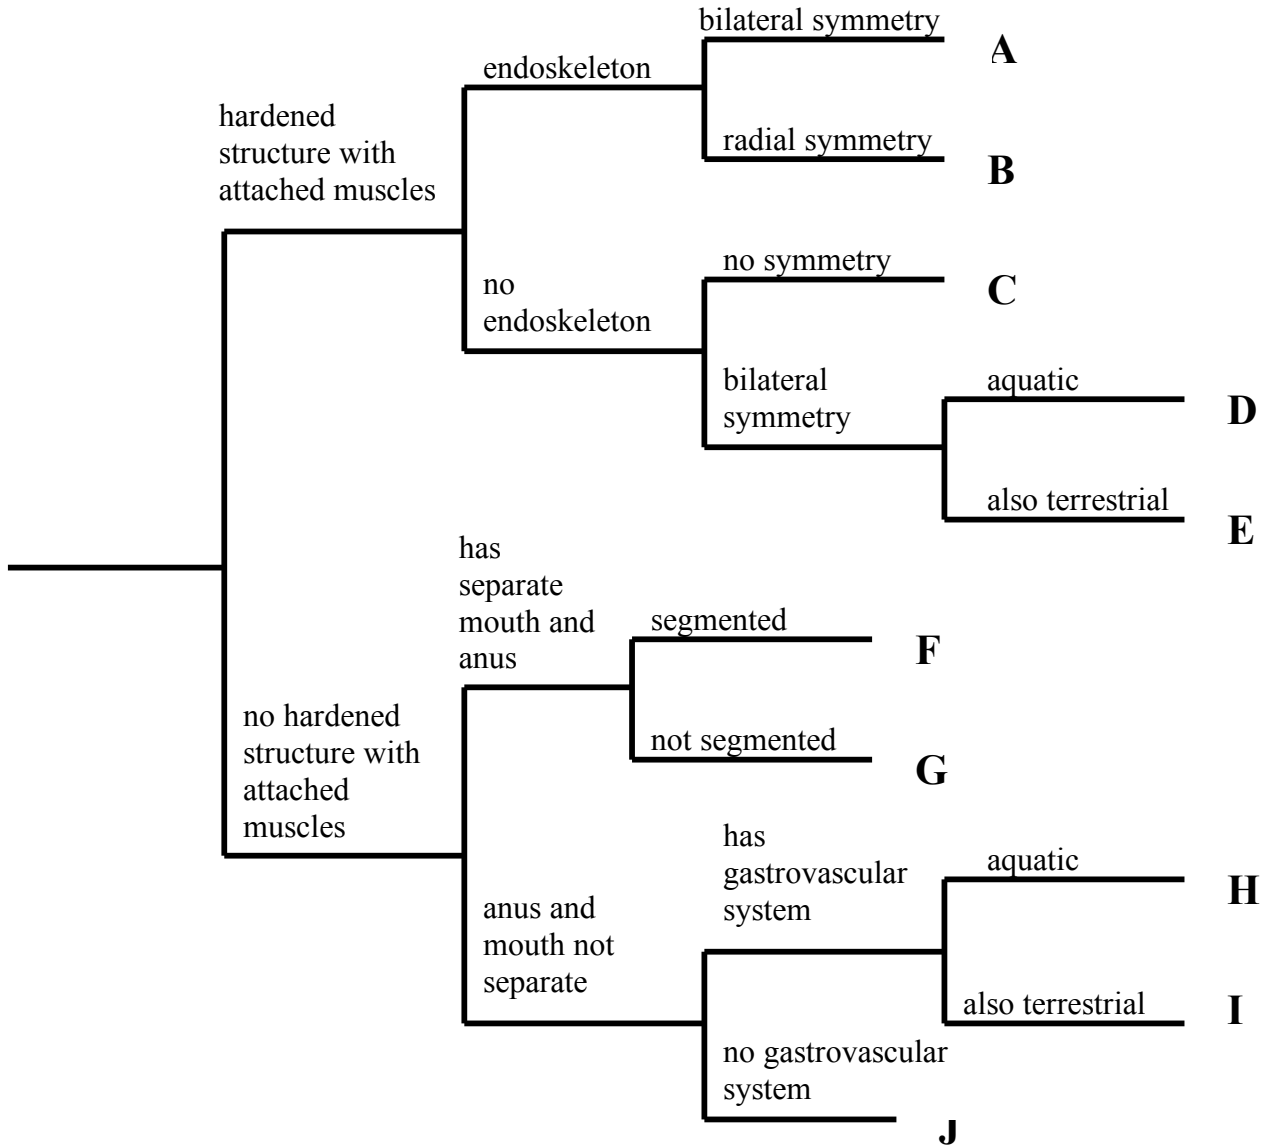 bilateral symmetry
A
endoskeleton
hardened
structure with
attached muscles
radial symmetry
B
no symmetry
C
no
endoskeleton
bilateral
symmetry
aquatic
D
also terrestrial
E
has
separate
mouth and
anus
segmented
F
no hardened
structure with
attached
muscles
not segmented
G
has
gastrovascular
system
aquatic
H
anus and
mouth not
separate
also terrestrial
I
no gastrovascular
system
J